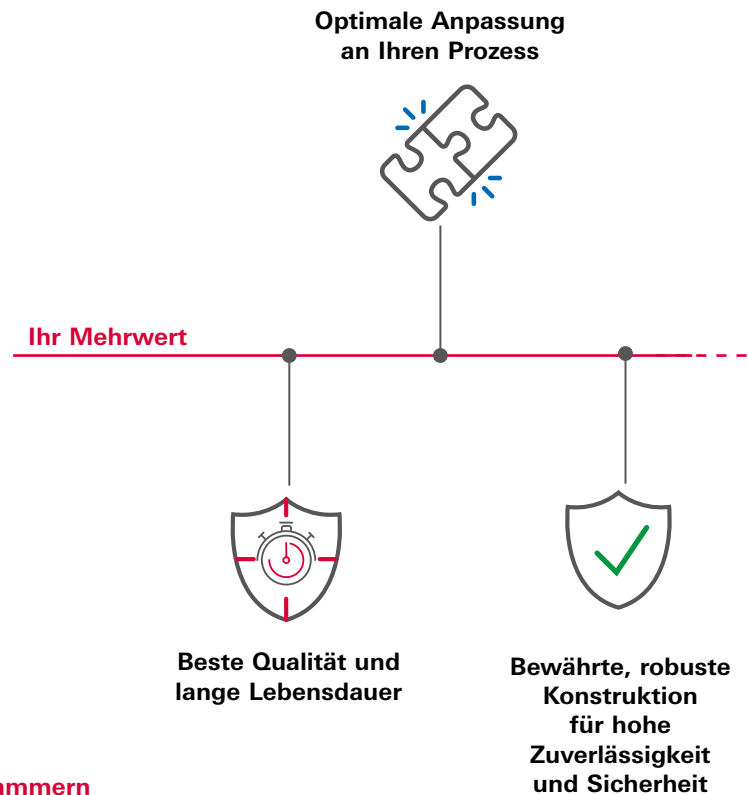 Optimale Anpassung
an Ihren Prozess
Ihr Mehrwert
Beste Qualität und
lange Lebensdauer
Bewährte, robuste
Konstruktion
für hohe
Zuverlässigkeit
und Sicherheit